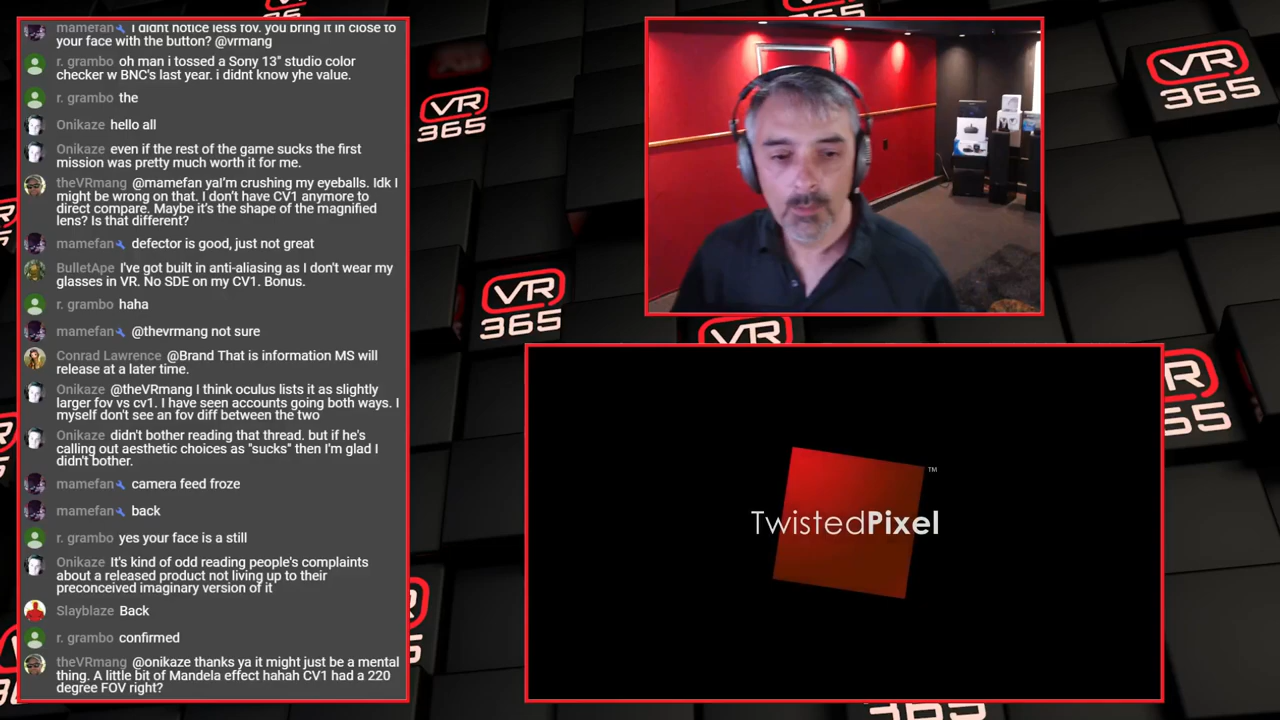 mamefan I didnt notice less fov. you bring it in close to
your face with the button? @vrmang
r. grambo oh man i tossed a Sony 13" studio color
checker w BNC's last year. i didnt know yhe value.
r. grambo the
Onikaze hello all
Onikaze even if the rest of the game sucks the first
mission was pretty much worth it for me.
theVRmang @mamefan yaI'm crushing my eyeballs. Idk I
might be wrong on that. I don't have CV1 anymore to
direct compare. Maybe it's the shape of the magnified
lens? Is that different?
mamefan defector is good, just not great
BulletApe I've got built in anti-aliasing as I don't wear my
glasses in VR. No SDE on my CV1. Bonus.
r. grambo haha
mamefan @thevrmang not sure
Conrad Lawrence @Brand That is information MS will
release at a later time.
Onikaze @theVRmang I think oculus lists it as slightly
larger fov vs cv1. I have seen accounts going both ways. I
myself don't see an fov diff between the two
Onikaze didn't bother reading that thread. but if he's
calling out aesthetic choices as "sucks" then I'm glad I
didn't bother.
mamefan camera feed froze
mamefan back
r. grambo yes your face is a still
Onikaze It's kind of odd reading people's complaints
about a released product not living up to their
preconceived imaginary version of it
Slayblaze Back
r. grambo confirmed
theVRmang @onikaze thanks ya it might just be a mental
thing. A little bit of Mandela effect hahah CV1 had a 220
degree FOV right?
VR
365
VR
365
VR
365
VR
TwistedPixel™
R
65
365